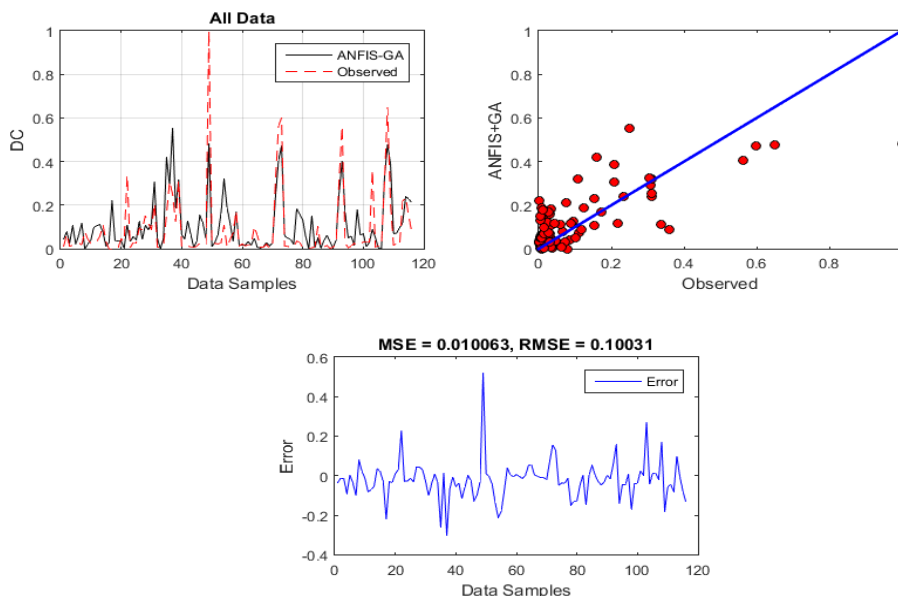 All Data
1
0.8
0.6
0.4
0.2
0
DC
0 20 40 60 80 100 120
Data Samples
ANFIS-GA
Observed
1
0.8
0.6
0.4
0.2
0
ANFIS+GA
0 0.2 0.4 0.6 0.8
Observed
MSE = 0.010063, RMSE = 0.10031
0.6
0.4
0.2
0
-0.2
-0.4
Error
0 20 40 60 80 100 120
Data Samples
Error